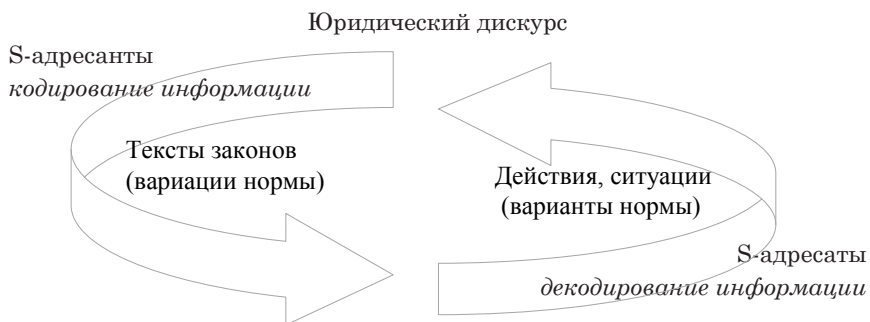 Юридический дискурс
S-адресанты
кодирование информации
Тексты законов
(вариации нормы)
Действия, ситуации
(варианты нормы)
S-адресаты
декодирование информации